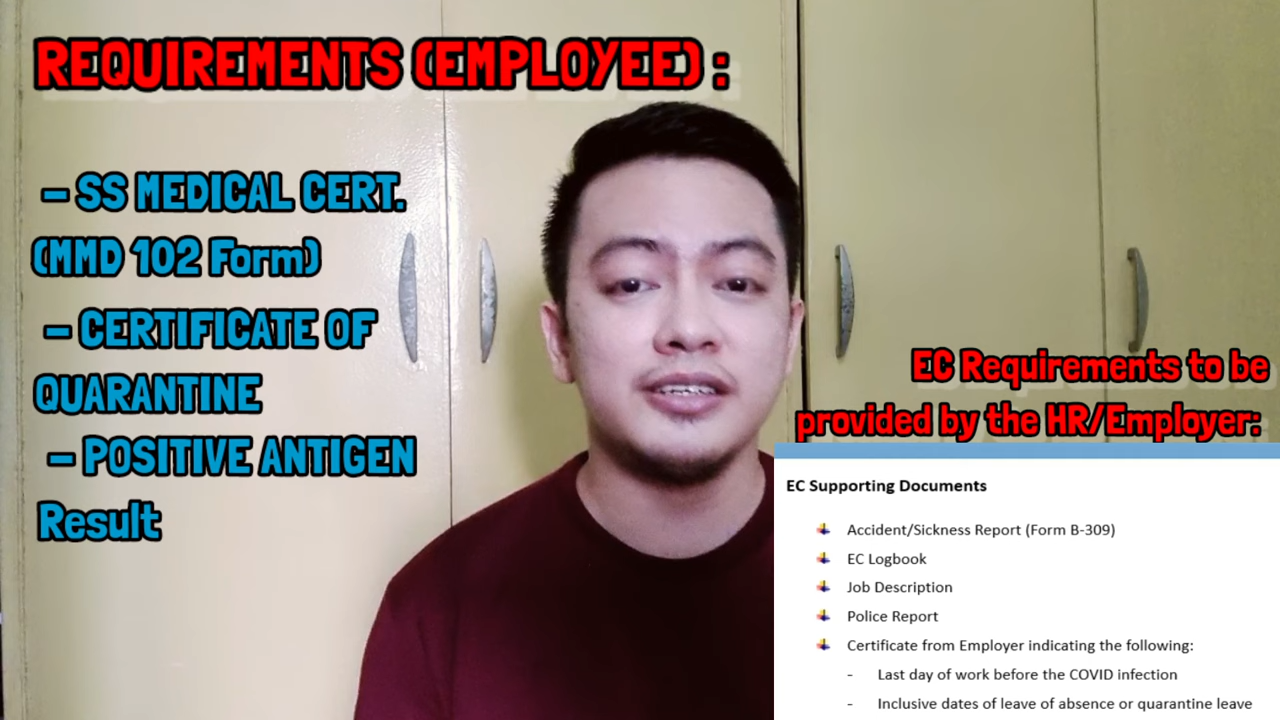 REQUIREMENTS (EMPLOYEE) :
- SS MEDICAL CERT.
(MMD 102 Form)
- CERTIFICATE OF
QUARANTINE
- POSITIVE ANTIGEN
Result
EC Requirements to be
provided by the HR/Employer:
EC Supporting Documents
Accident/Sickness Report (Form B-309)
EC Logbook
Job Description
Police Report
Certificate from Employer indicating the following:
- Last day of work before the COVID infection
- Inclusive dates of leave of absence or quarantine leave